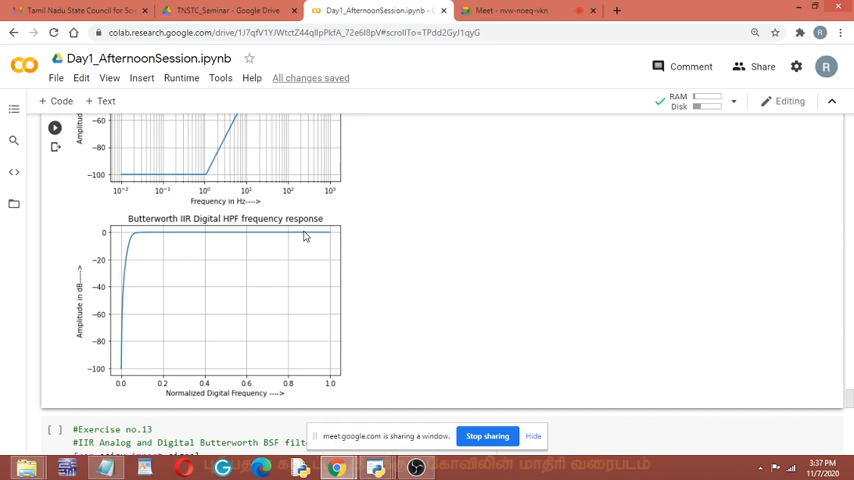 Tamil Nadu State Council for Scie
TNSTC_Seminar - Google Drive
Day1_AfternoonSession.ipynb - C
Meet - nvw-noeq-vkn
colab.research.google.com/drive/
Day1_AfternoonSession.ipynb
Comment
Share
R
File Edit View Insert Runtime Tools Help All changes saved
+ Code + Text
RAM
Disk
Editing
Amplitud
−60
−80
−100
10⁻² 10⁻¹ 10⁰ 10¹ 10² 10³
Frequency in Hz---->
Butterworth IIR Digital HPF frequency response
Amplitude in dB----->
0
−20
−40
−60
−80
−100
0.0 0.2 0.4 0.6 0.8 1.0
Normalized Digital Frequency ---->
[ ] #Exercise no.13
#IIR Analog and Digital Butterworth BSF filt
meet.google.com is sharing a window.
Stop sharing
Hide
மாதிரி வரைபடம்
3:37 PM
11/7/2020